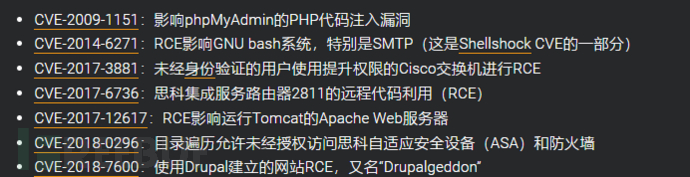 CVE-2009-1151：影响phpMyAdmin的PHP代码注入漏洞
CVE-2014-6271：RCE影响GNU bash系统，特别是SMTP（这是Shellshock CVE的一部分）
CVE-2017-3881：未经身份验证的用户使用提升权限的Cisco交换机进行RCE
CVE-2017-6736：思科集成服务路由器2811的远程代码利用（RCE）
CVE-2017-12617：RCE影响运行Tomcat的Apache Web服务器
CVE-2018-0296：目录遍历允许未经授权访问思科自适应安全设备（ASA）和防火墙
CVE-2018-7600：使用Drupal建立的网站RCE，又名“Drupalgeddon”